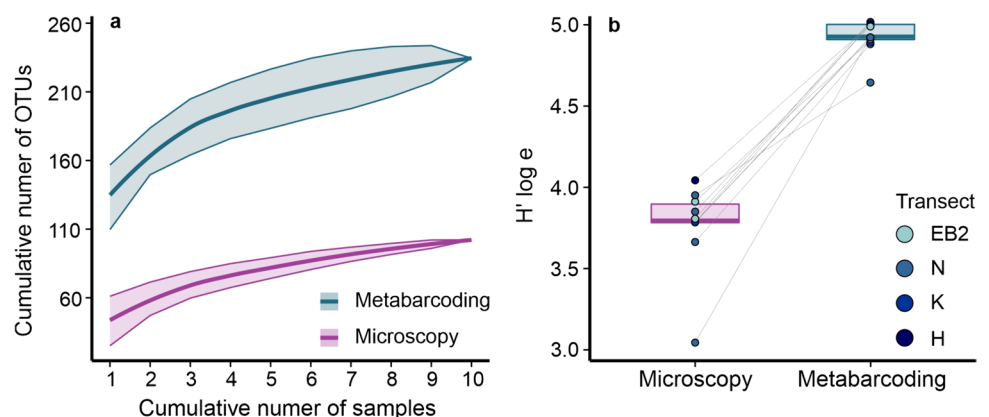 a
Cumulative numer of OTUs
260
210
160
110
60
Metabarcoding
Microscopy
1 2 3 4 5 6 7 8 9 10
Cumulative numer of samples
b
H' log e
5.0
4.5
4.0
3.5
3.0
Transect
EB2
N
K
H
Microscopy Metabarcoding